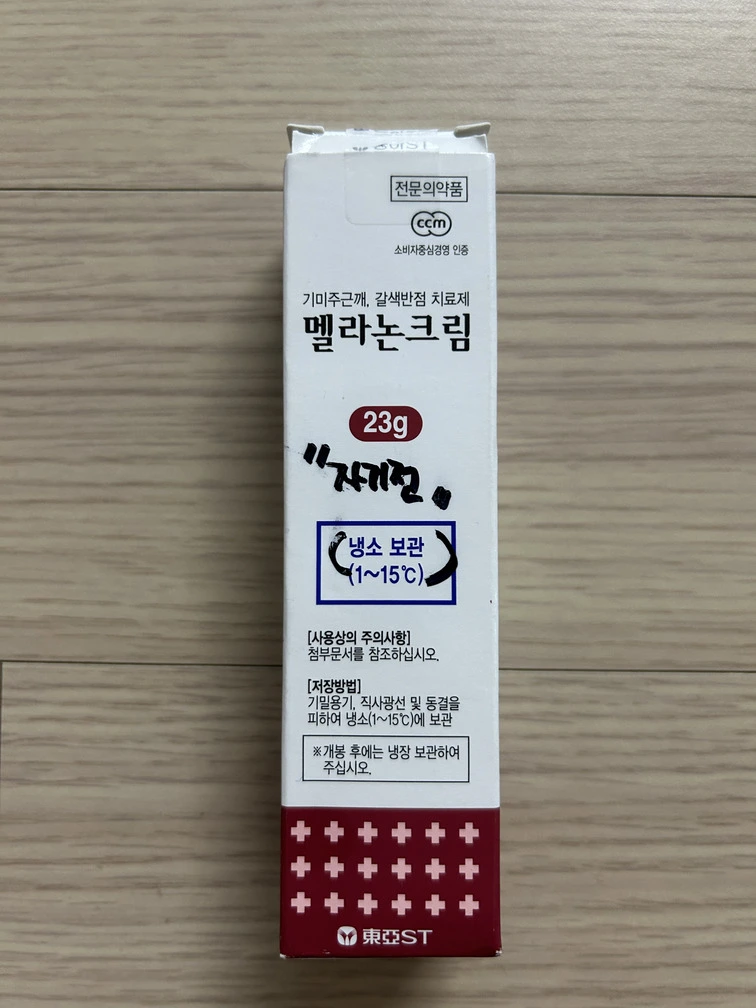 동아ST
전문의약품
ccm
소비자중심경영 인증
기미주근깨, 갈색반점 치료제
멜라논크림
23g
"자기전"
냉소 보관
(1~15℃)
[사용상의 주의사항]
첨부문서를 참조하십시오.
[저장방법]
기밀용기, 직사광선 및 동결을
피하여 냉소(1~15℃)에 보관
※개봉 후에는 냉장 보관하여
주십시오.
東亞ST